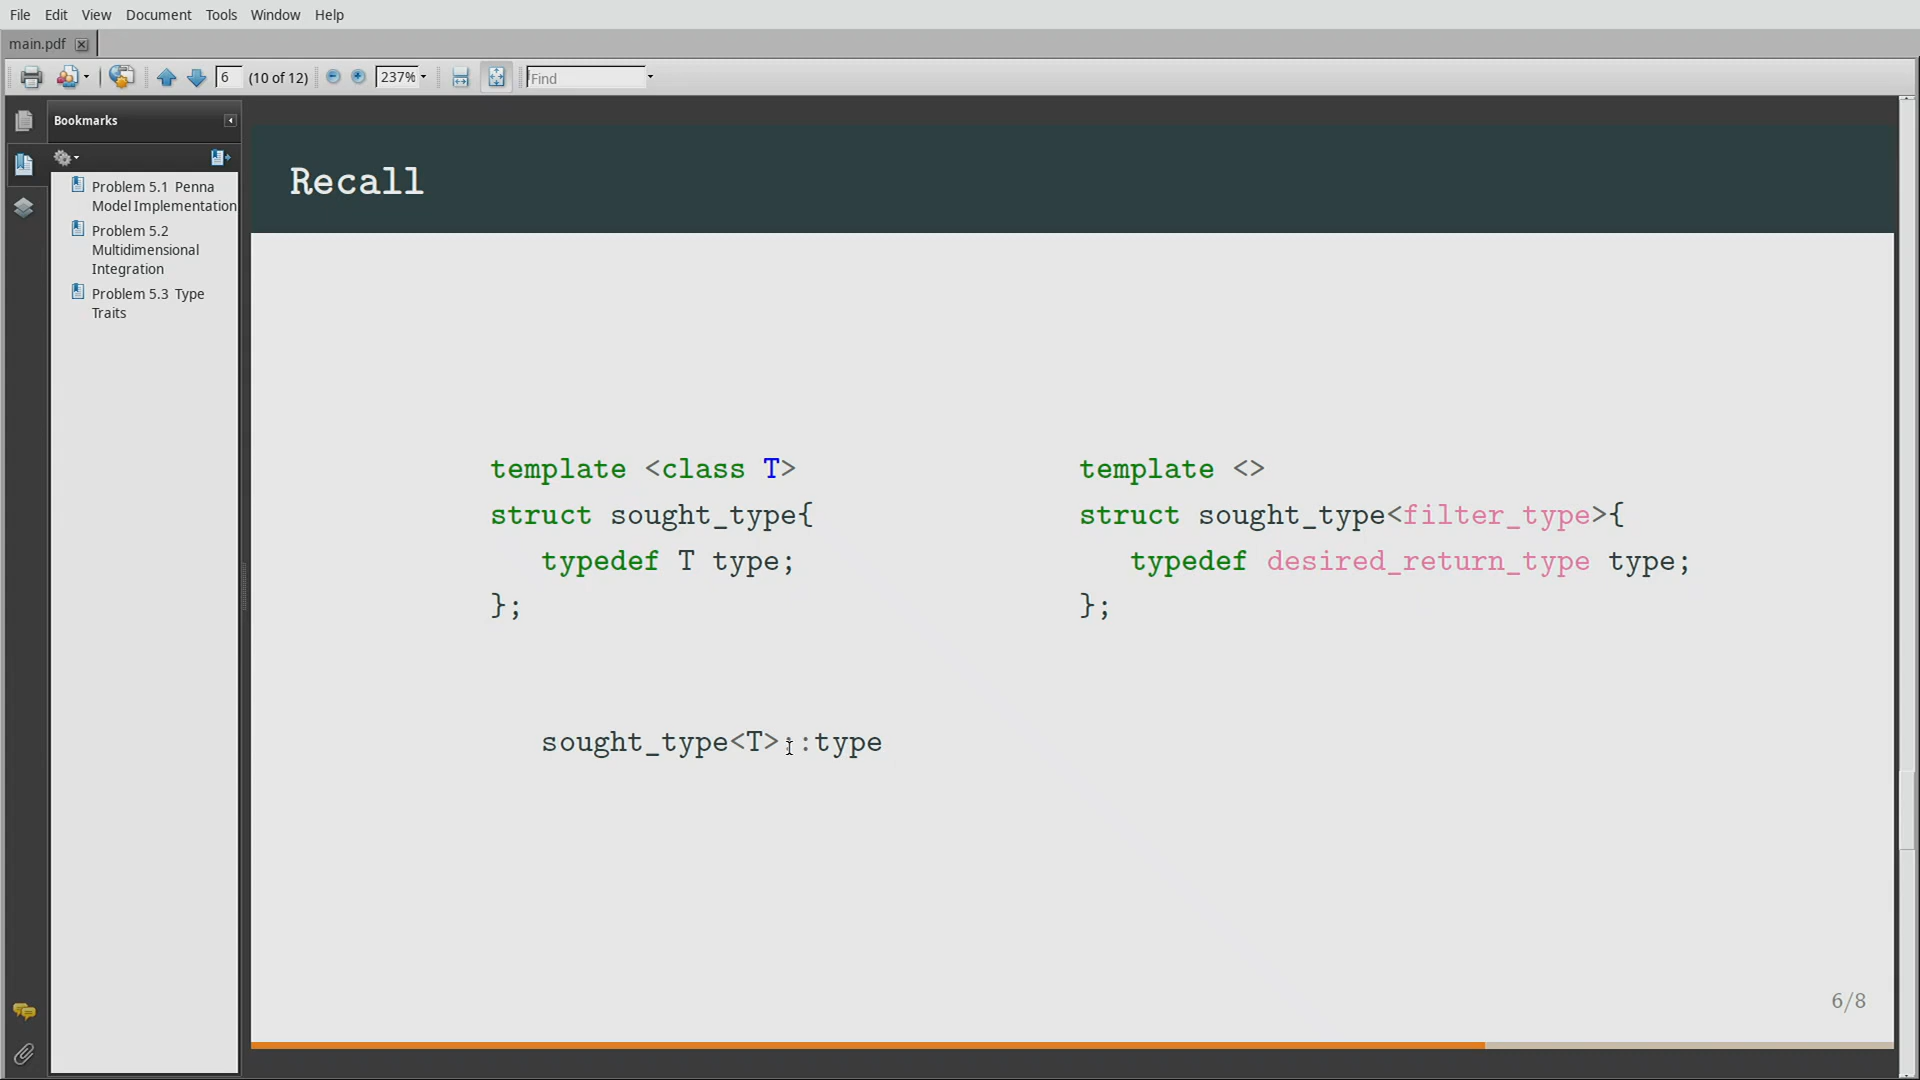 File Edit View Document Tools Window Help
main.pdf
6 (10 of 12) 237% Find
Bookmarks
Problem 5.1 Penna
Model Implementation
Problem 5.2
Multidimensional
Integration
Problem 5.3 Type
Traits
Recall
template <class T>
struct sought_type{
typedef T type;
};
template <>
struct sought_type<filter_type>{
typedef desired_return_type type;
};
sought_type<T>::type
6/8